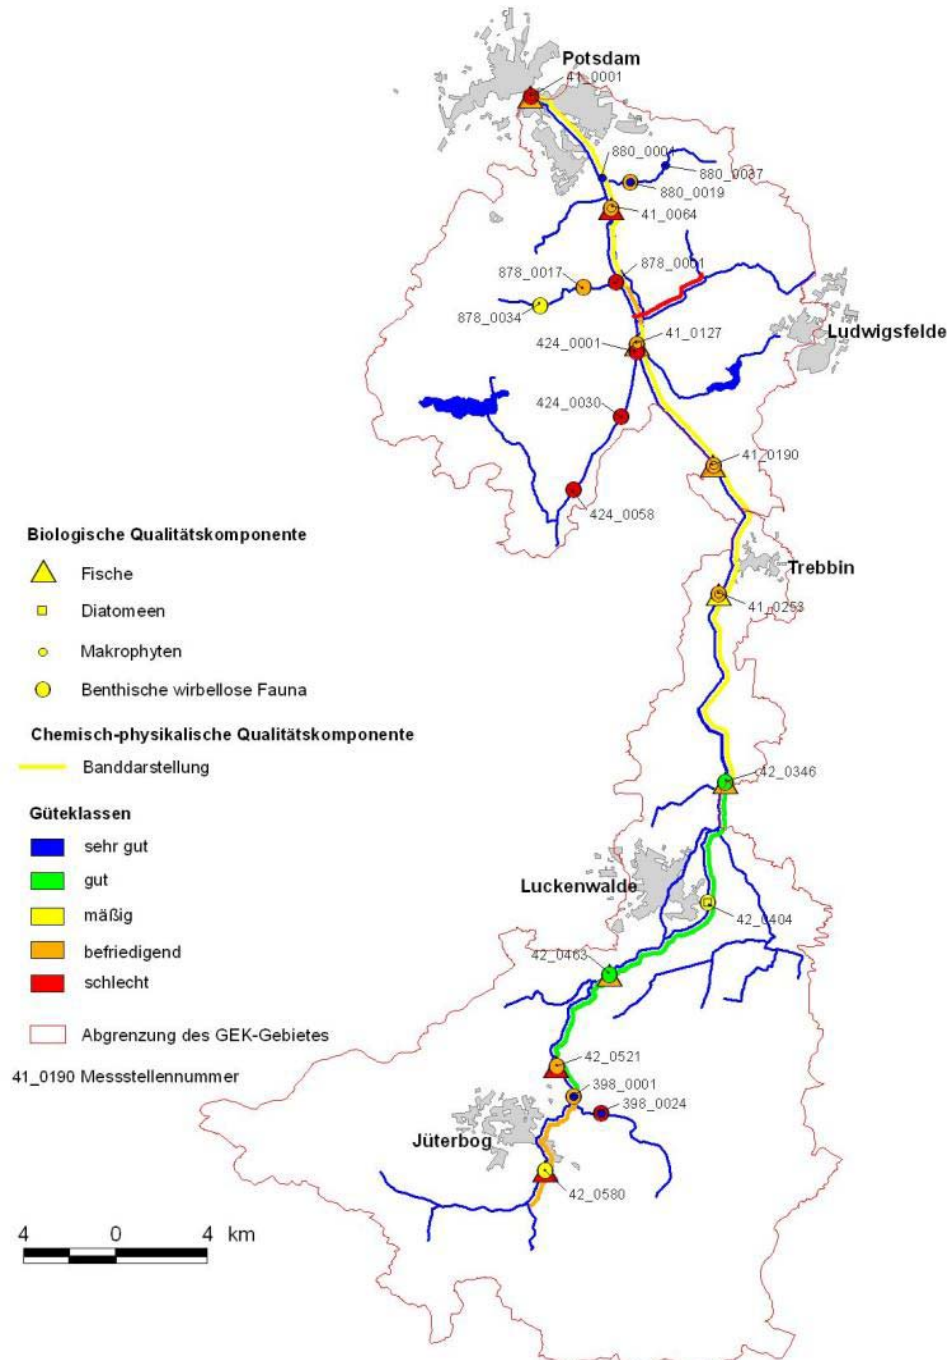 Potsdam
41_0001
880_0001
880_0037
880_0019
41_0064
878_0001
878_0017
878_0034
41_0127
424_0001
Ludwigsfelde
424_0030
41_0190
424_0058
Biologische Qualitätskomponente
Fische
Diatomeen
Makrophyten
Benthische wirbellose Fauna
Trebbin
41_0253
Chemisch-physikalische Qualitätskomponente
Banddarstellung
42_0346
Güteklassen
sehr gut
gut
mäßig
befriedigend
schlecht
Abgrenzung des GEK-Gebietes
41_0190 Messstellennummer
Luckenwalde
42_0404
42_0463
42_0521
398_0001
398_0024
Jüterbog
42_0580
4 0 4 km